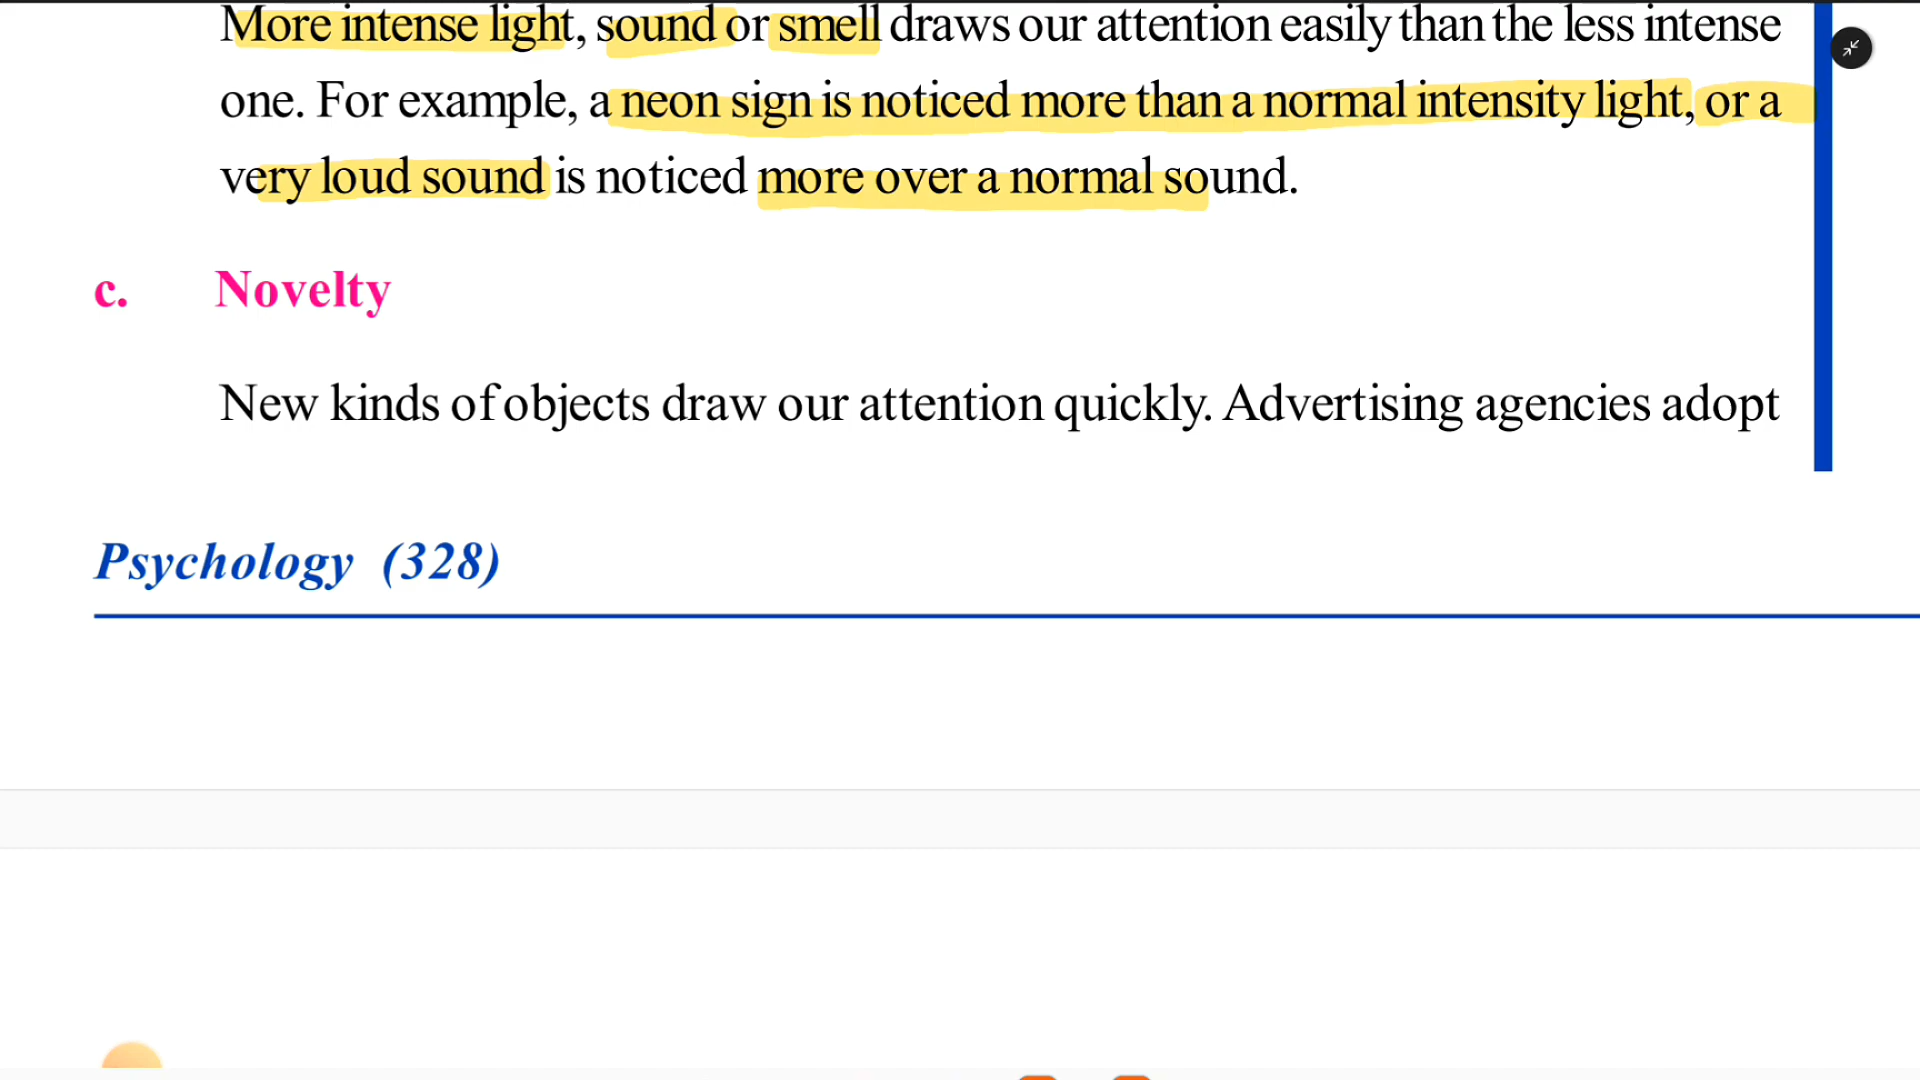 More intense light, sound or smell draws our attention easily than the less intense
one. For example, a neon sign is noticed more than a normal intensity light, or a
very loud sound is noticed more over a normal sound.
c. Novelty
New kinds of objects draw our attention quickly. Advertising agencies adopt
Psychology (328)